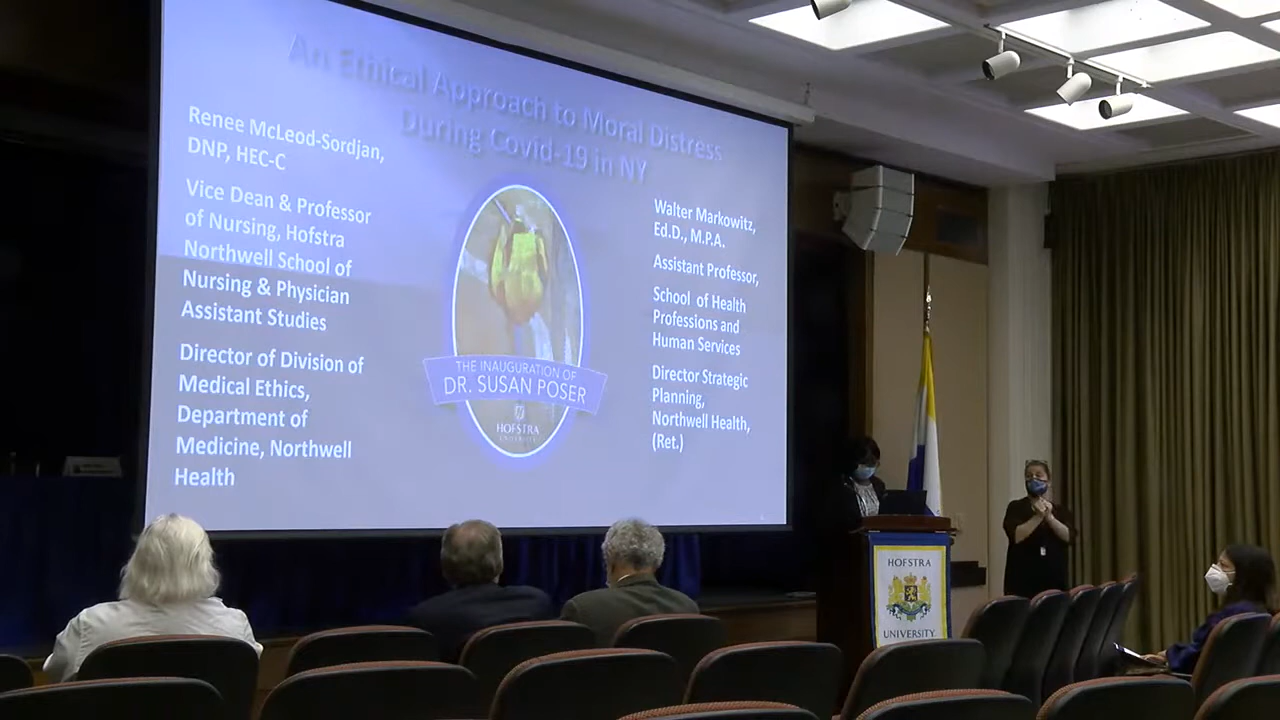 An Ethical Approach to Moral Distress
During Covid-19 in NY
Renee McLeod-Sordjan,
DNP, HEC-C
Vice Dean & Professor
of Nursing, Hofstra
Northwell School of
Nursing & Physician
Assistant Studies
Director of Division of
Medical Ethics,
Department of
Medicine, Northwell
Health
THE INAUGURATION OF
DR. SUSAN POSER
HOFSTRA
UNIVERSITY
Walter Markowitz,
Ed.D., M.P.A.
Assistant Professor,
School of Health
Professions and
Human Services
Director Strategic
Planning,
Northwell Health,
(Ret.)
HOFSTRA
UNIVERSITY